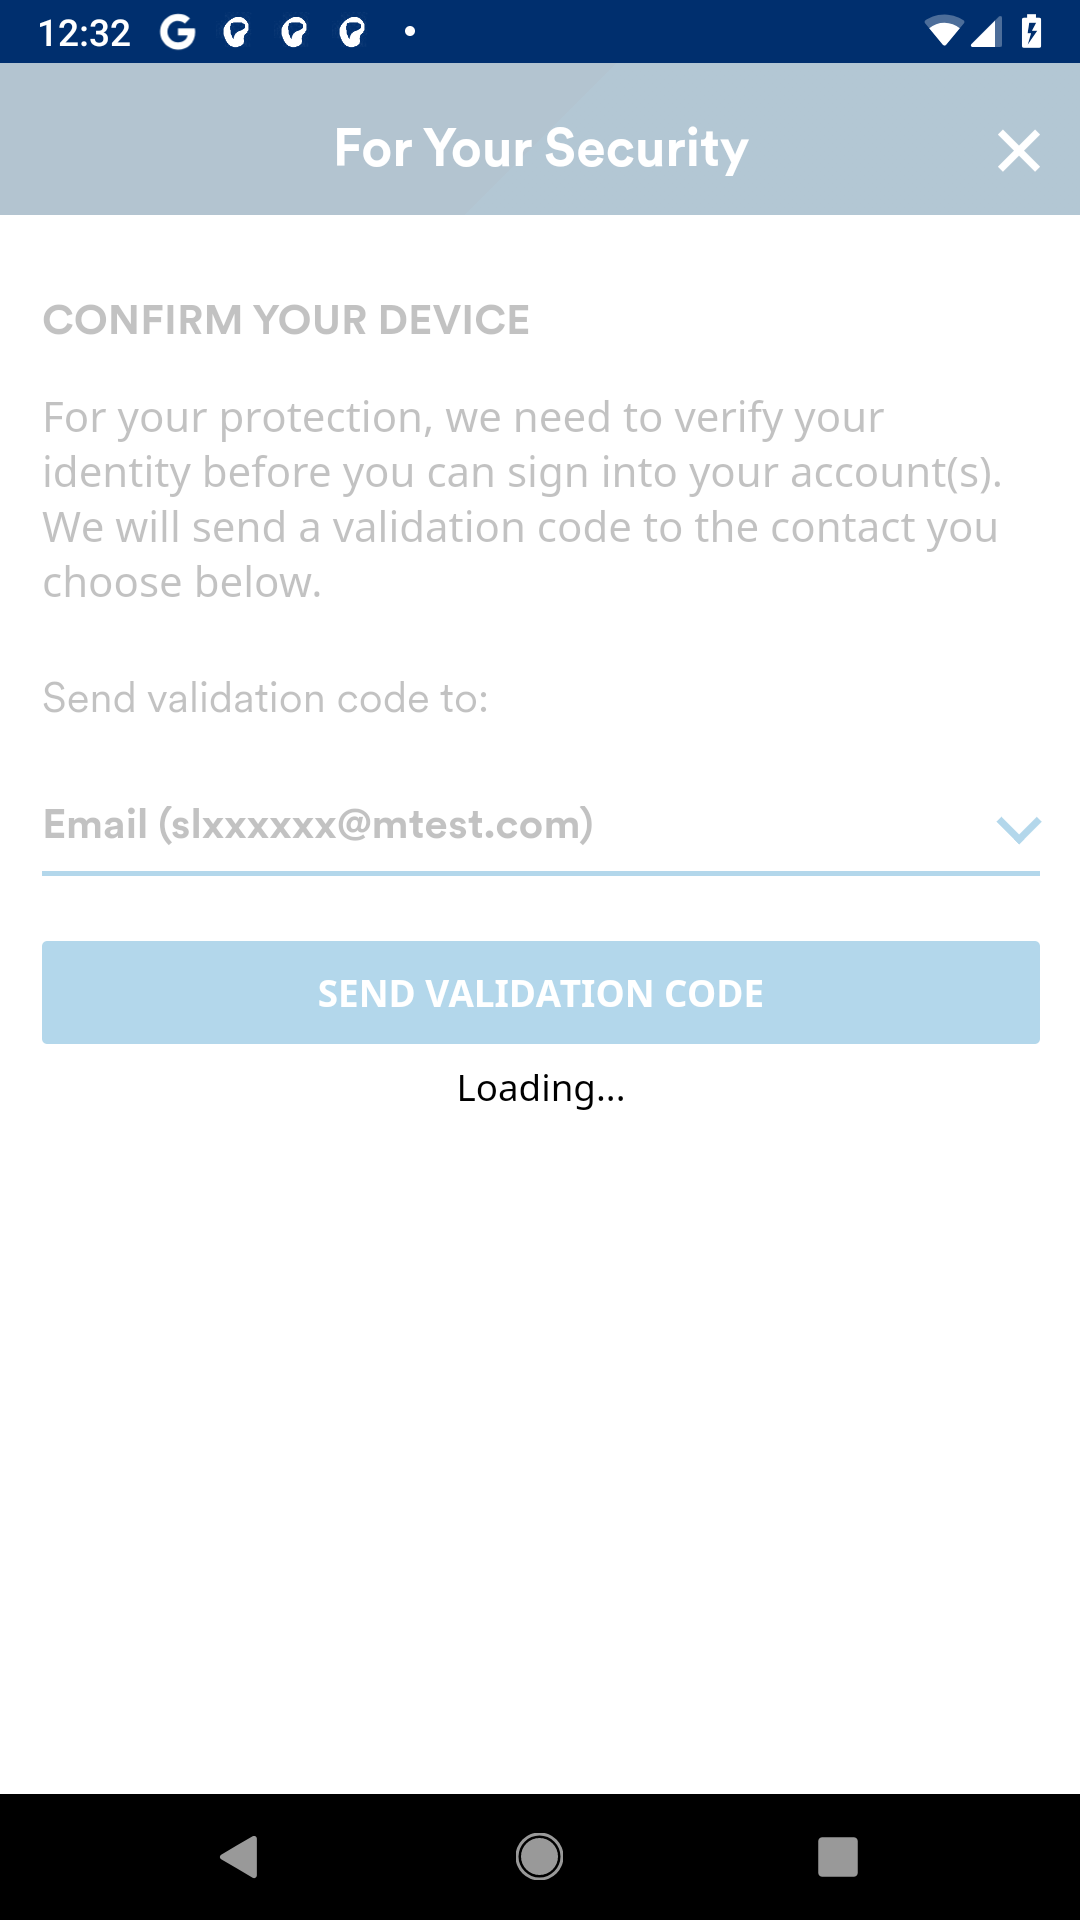 12:32
For Your Security
CONFIRM YOUR DEVICE
For your protection, we need to verify your
identity before you can sign into your account(s).
We will send a validation code to the contact you
choose below.
Send validation code to:
Email (slxxxxxx@mtest.com)
SEND VALIDATION CODE
Loading...